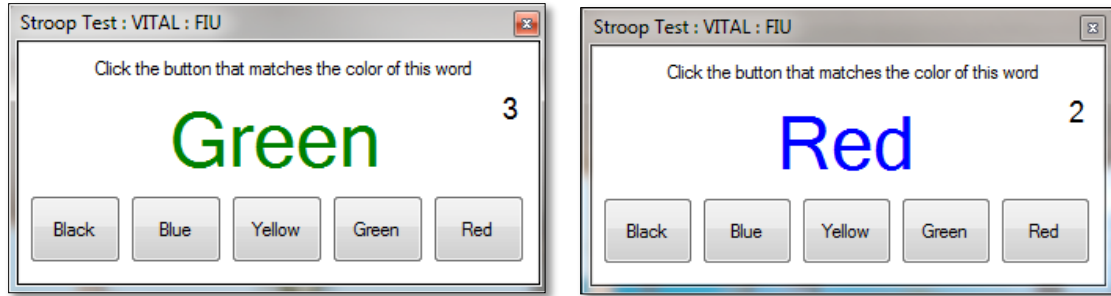 Stroop Test : VITAL : FIU
Click the button that matches the color of this word
3
Green
Black Blue Yellow Green Red
Stroop Test : VITAL : FIU
Click the button that matches the color of this word
2
Red
Black Blue Yellow Green Red